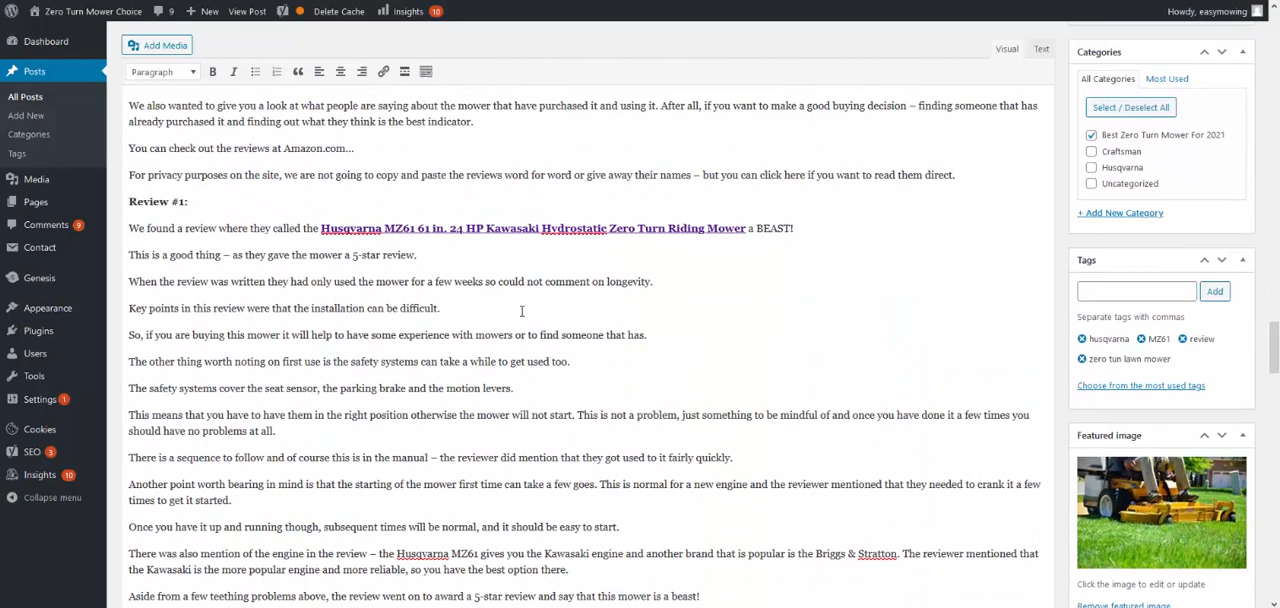 Zero Turn Mower Choice 9 New View Post Delete Cache Insights 10 Howdy, easymowing
Dashboard
Posts
All Posts
Add New
Categories
Tags
Media
Pages
Comments 9
Contact
Genesis
Appearance
Plugins
Users
Tools
Settings 1
Cookies
SEO 3
Insights 10
Collapse menu
Add Media
Visual Text
Paragraph
We also wanted to give you a look at what people are saying about the mower that have purchased it and using it. After all, if you want to make a good buying decision – finding someone that has
already purchased it and finding out what they think is the best indicator.
You can check out the reviews at Amazon.com...
For privacy purposes on the site, we are not going to copy and paste the reviews word for word or give away their names – but you can click here if you want to read them direct.
Review #1:
We found a review where they called the Husqvarna MZ61 61 in. 24 HP Kawasaki Hydrostatic Zero Turn Riding Mower a BEAST!
This is a good thing – as they gave the mower a 5-star review.
When the review was written they had only used the mower for a few weeks so could not comment on longevity.
Key points in this review were that the installation can be difficult.
So, if you are buying this mower it will help to have some experience with mowers or to find someone that has.
The other thing worth noting on first use is the safety systems can take a while to get used too.
The safety systems cover the seat sensor, the parking brake and the motion levers.
This means that you have to have them in the right position otherwise the mower will not start. This is not a problem, just something to be mindful of and once you have done it a few times you
should have no problems at all.
There is a sequence to follow and of course this is in the manual – the reviewer did mention that they got used to it fairly quickly.
Another point worth bearing in mind is that the starting of the mower first time can take a few goes. This is normal for a new engine and the reviewer mentioned that they needed to crank it a few
times to get it started.
Once you have it up and running though, subsequent times will be normal, and it should be easy to start.
There was also mention of the engine in the review – the Husqvarna MZ61 gives you the Kawasaki engine and another brand that is popular is the Briggs & Stratton. The reviewer mentioned that
the Kawasaki is the more popular engine and more reliable, so you have the best option there.
Aside from a few teething problems above, the review went on to award a 5-star review and say that this mower is a beast!
Categories
All Categories Most Used
Select / Deselect All
Best Zero Turn Mower For 2021
Craftsman
Husqvarna
Uncategorized
+ Add New Category
Tags
Add
Separate tags with commas
husqvarna MZ61 review
zero tun lawn mower
Choose from the most used tags
Featured image
Click the image to edit or update
Remove featured image